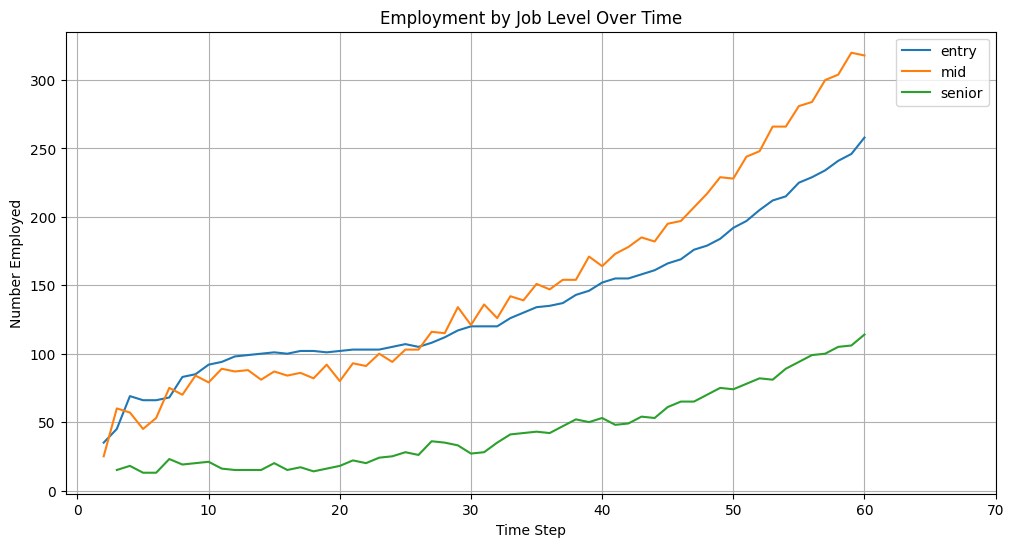 Employment by Job Level Over Time
entry
mid
senior
Number Employed
300
250
200
150
100
50
0
0 10 20 30 40 50 60 70
Time Step